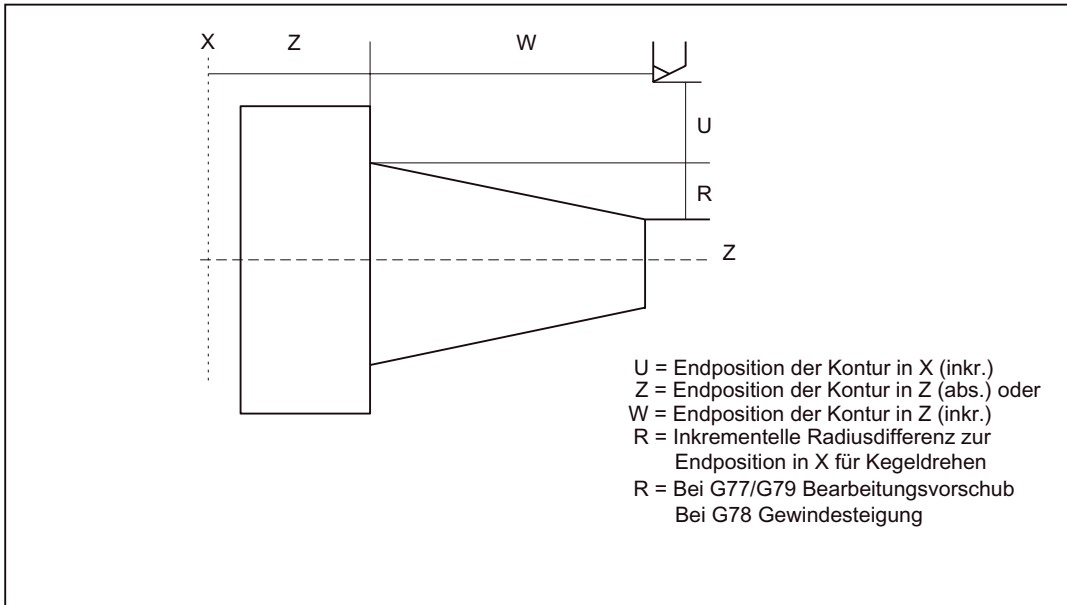 X Z W
U
R
Z
U = Endposition der Kontur in X (inkr.)
Z = Endposition der Kontur in Z (abs.) oder
W = Endposition der Kontur in Z (inkr.)
R = Inkrementelle Radiusdifferenz zur
Endposition in X für Kegeldrehen
R = Bei G77/G79 Bearbeitungsvorschub
Bei G78 Gewindesteigung